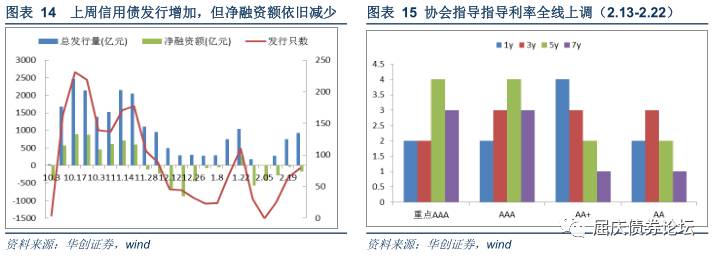 图表 14 上周信用债发行增加，但净融资额依旧减少
总发行量(亿元) 净融资额(亿元) 发行只数
3000
2500
2000
1500
1000
500
0
-500
-1000
-1500
250
200
150
100
50
0
10.3 10.17 10.31 11.14 11.28 12.12 12.26 1.8 1.22 2.05 2.19
资料来源：华创证券，wind
图表 15 协会指导指导利率全线上调（2.13-2.22）
1y 3y 5y 7y
4.5
4
3.5
3
2.5
2
1.5
1
0.5
0
重点AAA AAA AA+ AA
资料来源：华创证券，wind
屈庆债券论坛